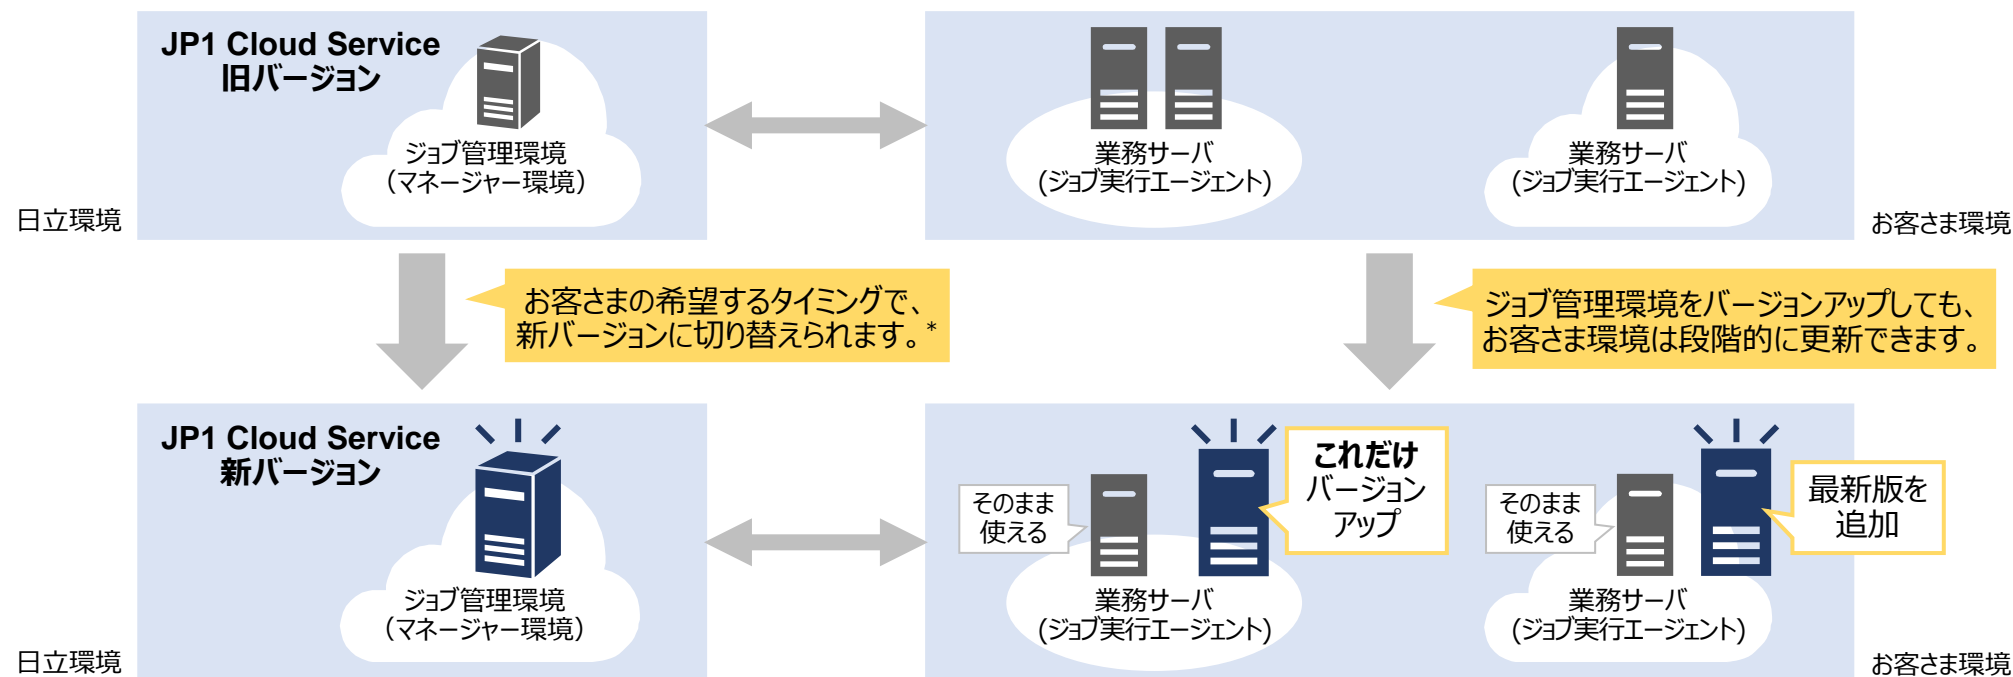 JP1 Cloud Service
旧バージョン
ジョブ管理環境
（マネージャー環境）
日立環境
業務サーバ
(ジョブ実行エージェント)
業務サーバ
(ジョブ実行エージェント)
お客さま環境
お客さまの希望するタイミングで、
新バージョンに切り替えられます。*
ジョブ管理環境をバージョンアップしても、
お客さま環境は段階的に更新できます。
JP1 Cloud Service
新バージョン
ジョブ管理環境
（マネージャー環境）
日立環境
そのまま
使える
これだけ
バージョン
アップ
業務サーバ
(ジョブ実行エージェント)
そのまま
使える
最新版を
追加
業務サーバ
(ジョブ実行エージェント)
お客さま環境